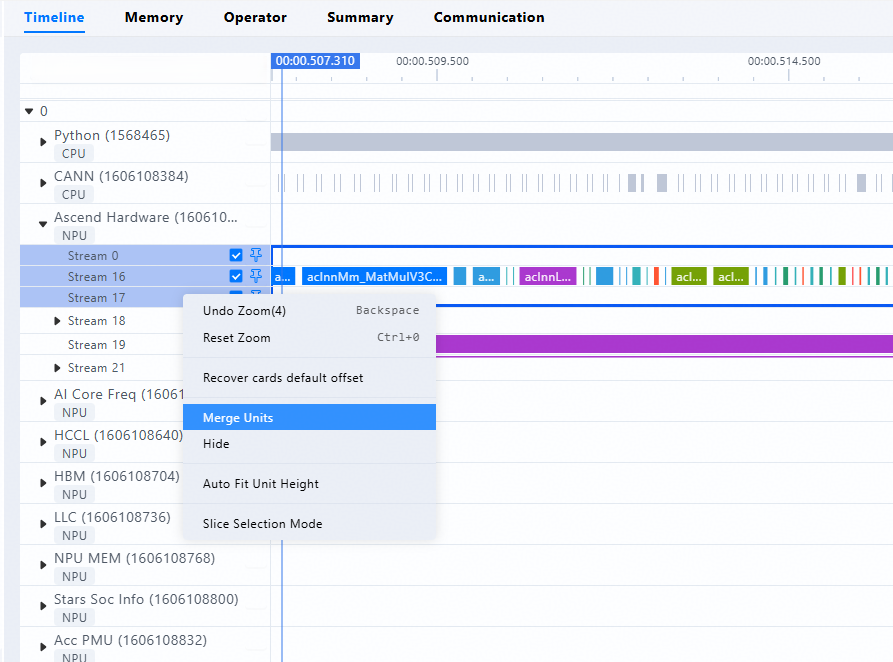 Timeline Memory Operator Summary Communication
00:00.507.310 00:00.509.500 00:00.514.500
0
Python (1568465)
CPU
CANN (1606108384)
CPU
Ascend Hardware (160610...
NPU
Stream 0
Stream 16 a... aclnnMm_MatMulV3C... a... aclnnL... acl... acl...
Stream 17
Undo Zoom(4) Backspace
Stream 18
Reset Zoom Ctrl+0
Stream 19
Stream 21
Recover cards default offset
AI Core Freq (16061
NPU
Merge Units
HCCL (1606108640)
NPU
Hide
HBM (1606108704)
NPU
Auto Fit Unit Height
LLC (1606108736)
NPU
Slice Selection Mode
NPU MEM (1606108768)
NPU
Stars Soc Info (1606108800)
NPU
Acc PMU (1606108832)
NPU